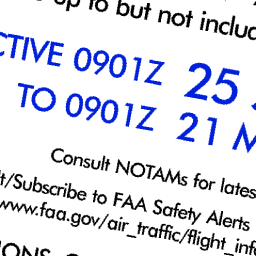 up to but not inclu
CTIVE 0901Z 25
TO 0901Z 21 M
Consult NOTAMs for lates
t/Subscribe to FAA Safety Alerts
www.faa.gov/air_traffic/flight_info
IONS